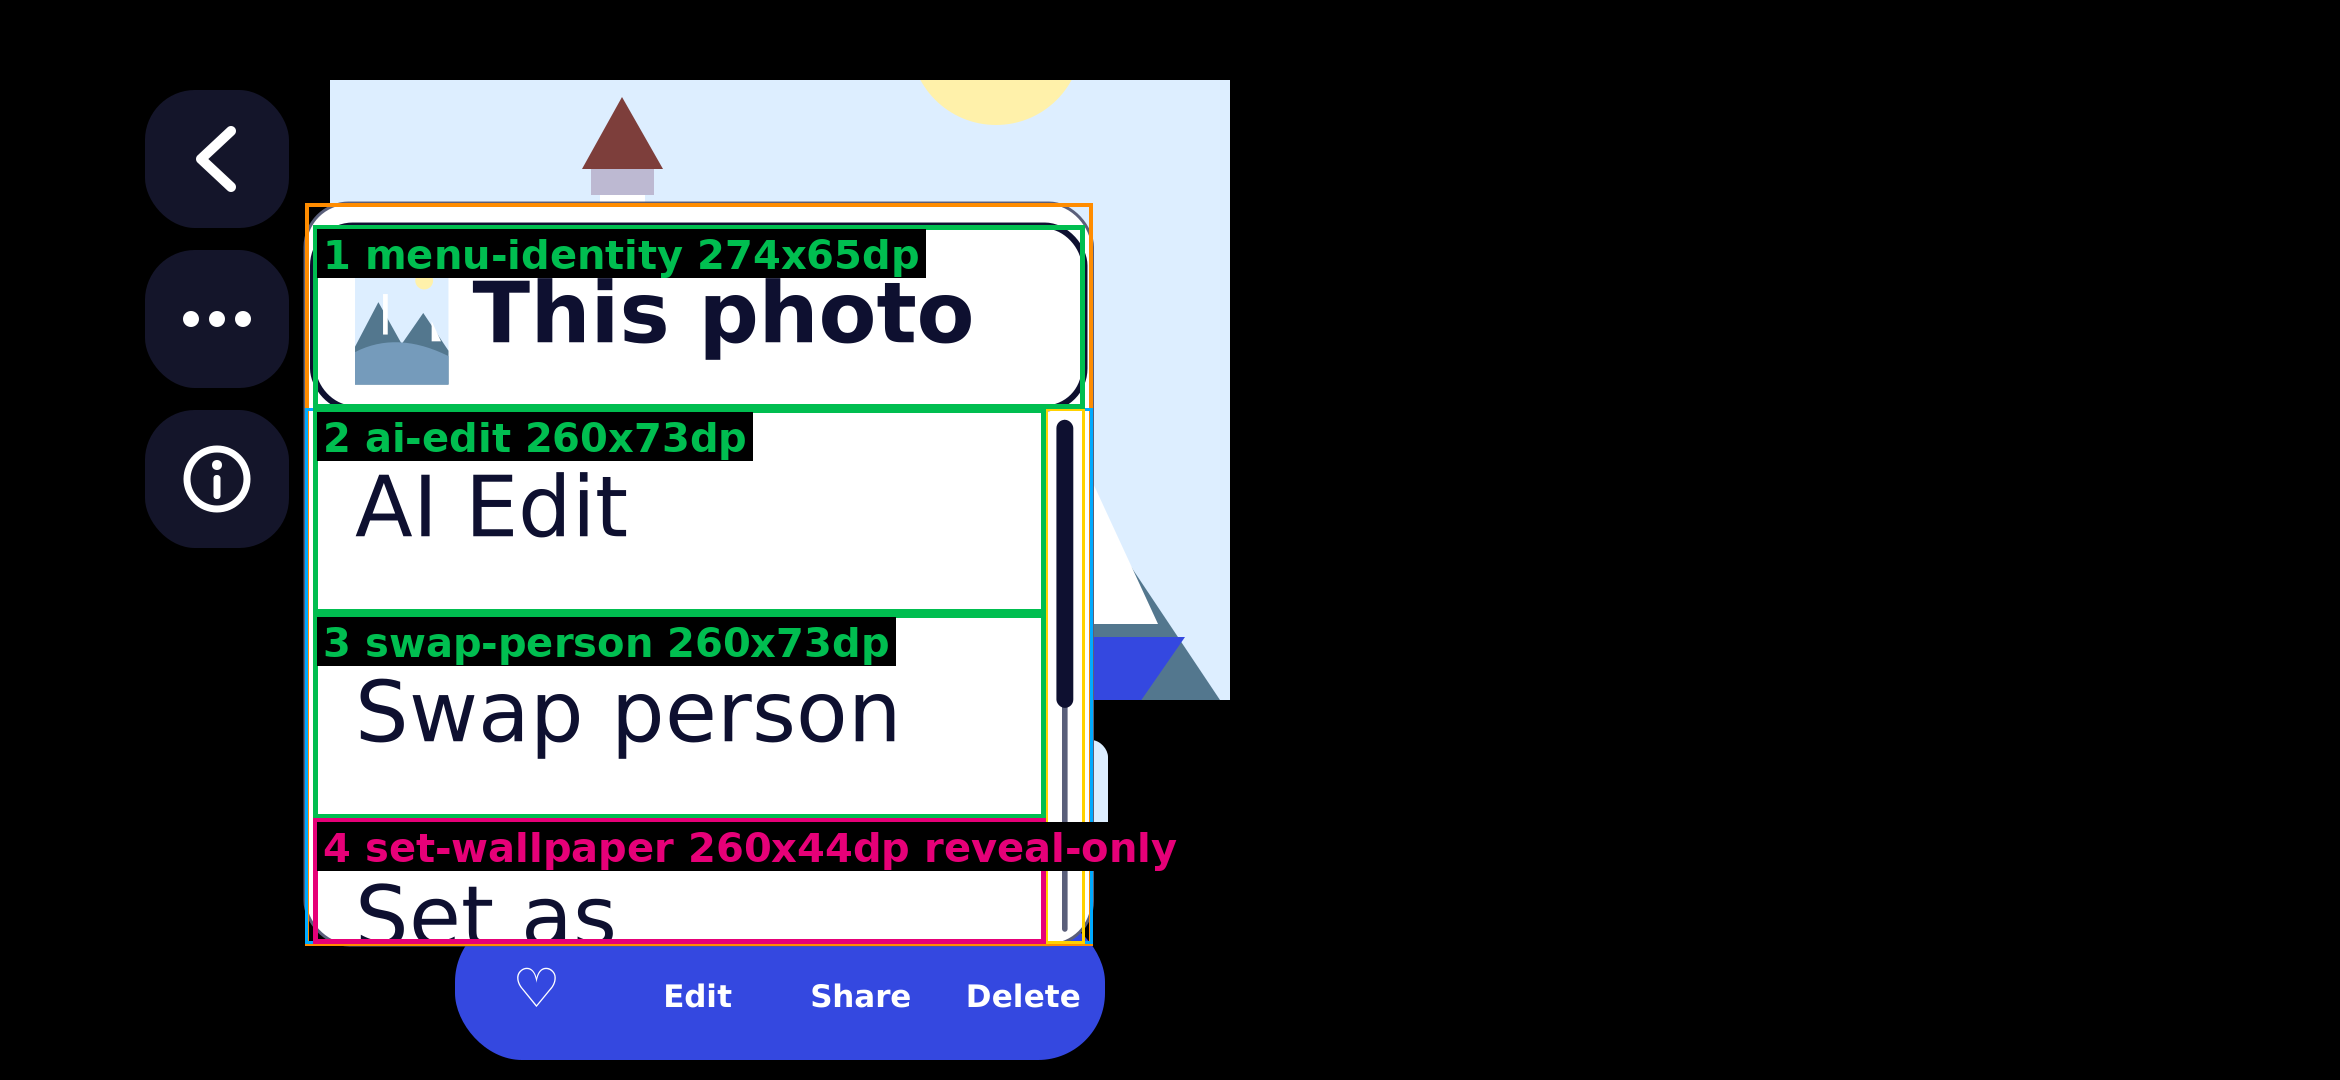 1 menu-identity 274x65dp
This photo
2 ai-edit 260x73dp
AI Edit
3 swap-person 260x73dp
Swap person
4 set-wallpaper 260x44dp reveal-only
Set as
♡ Edit Share Delete